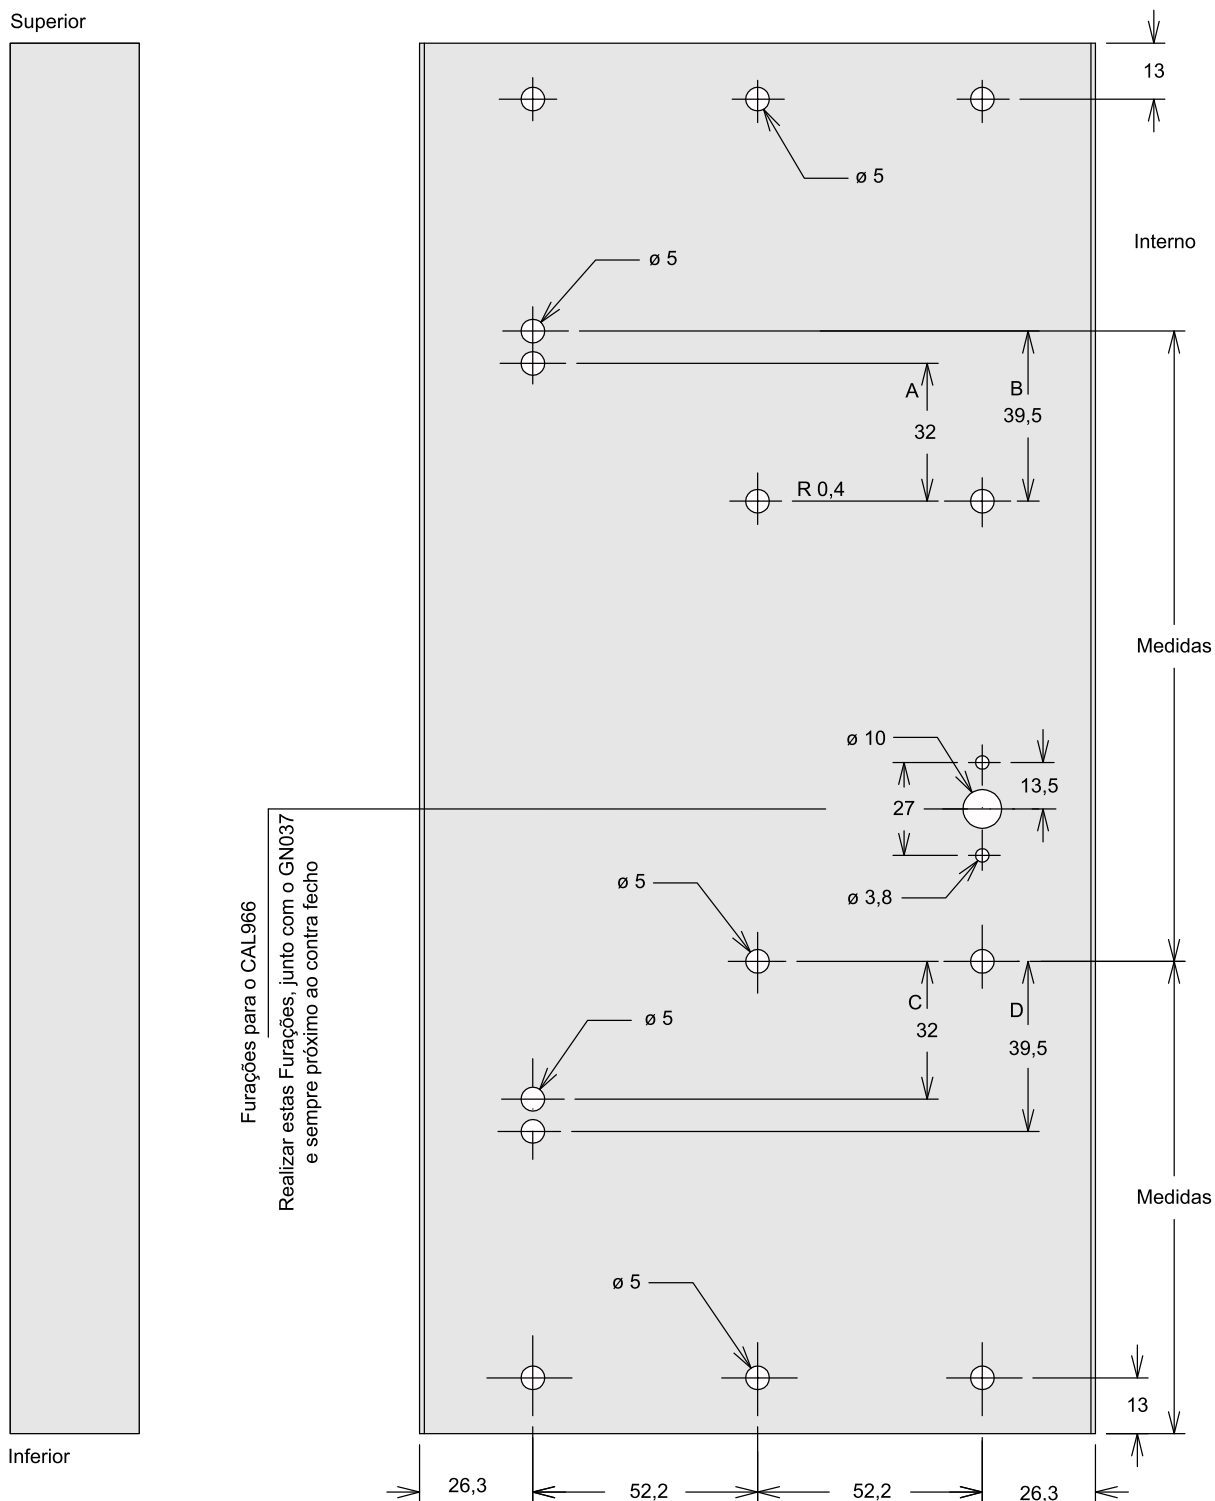 Superior
13
ø 5
Interno
ø 5
A
32
B
39,5
R 0,4
Medidas
ø 10
13,5
27
ø 3,8
ø 5
Furações para o CAL966
Realizar estas Furações, junto com o GN037
e sempre próximo ao contra fecho
C
32
D
39,5
ø 5
Medidas
ø 5
13
Inferior
26,3
52,2
52,2
26,3